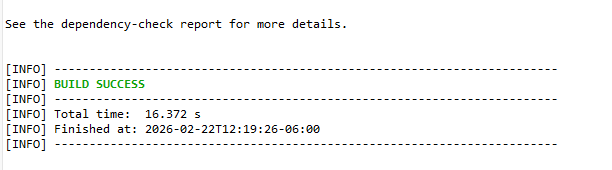 See the dependency-check report for more details.
[INFO] ------------------------------------------------------------------------
[INFO] BUILD SUCCESS
[INFO] ------------------------------------------------------------------------
[INFO] Total time:  16.372 s
[INFO] Finished at: 2026-02-22T12:19:26-06:00
[INFO] ------------------------------------------------------------------------